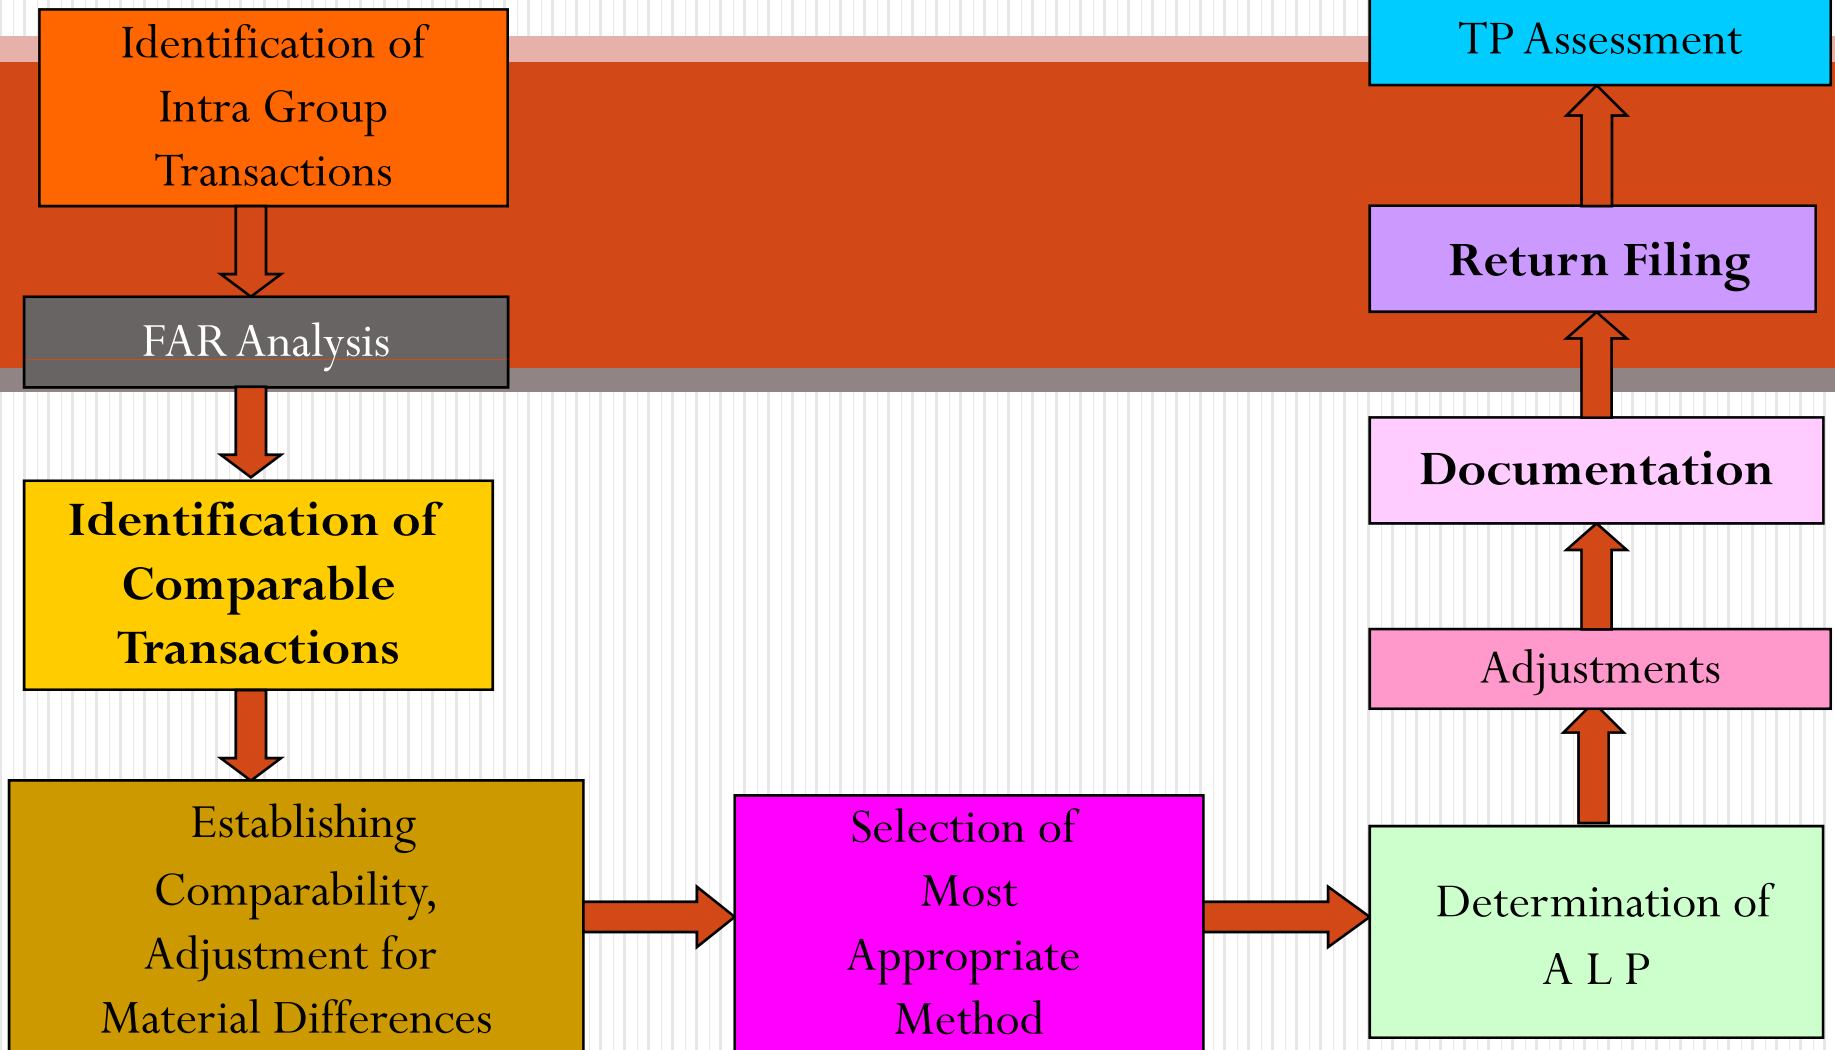 Identification of
Intra Group
Transactions
FAR Analysis
Identification of
Comparable
Transactions
Establishing
Comparability,
Adjustment for
Material Differences
Selection of
Most
Appropriate
Method
Determination of
A L P
Adjustments
Documentation
Return Filing
TP Assessment